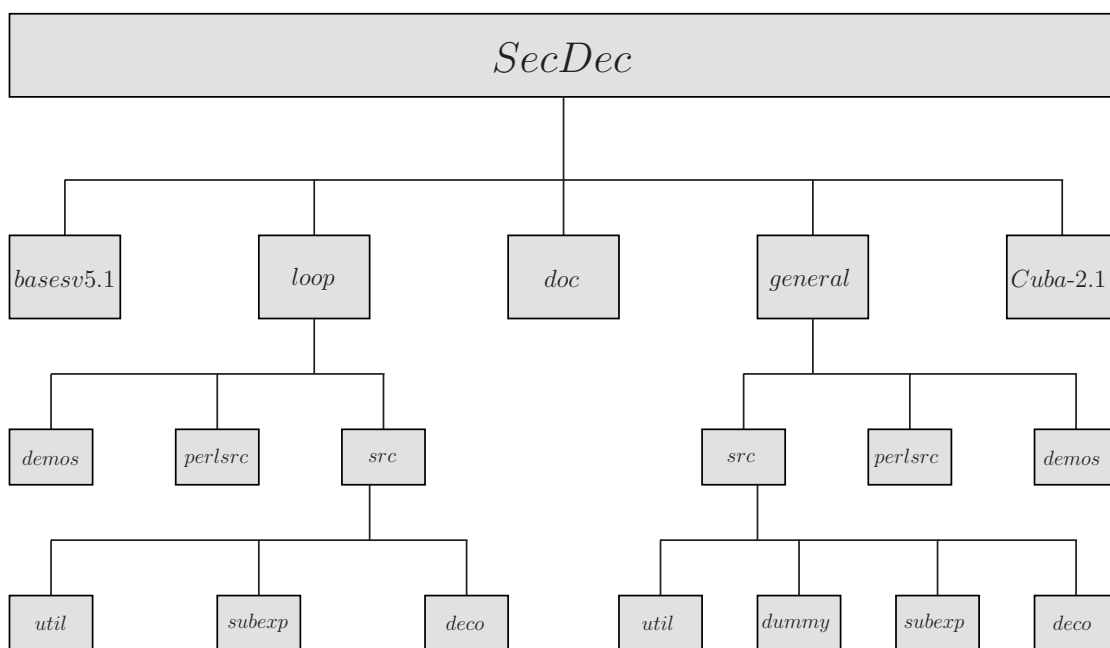 SecDec
basesv5.1 loop doc general Cuba-2.1
demos perlsrc src src perlsrc demos
util subexp deco util dummy subexp deco